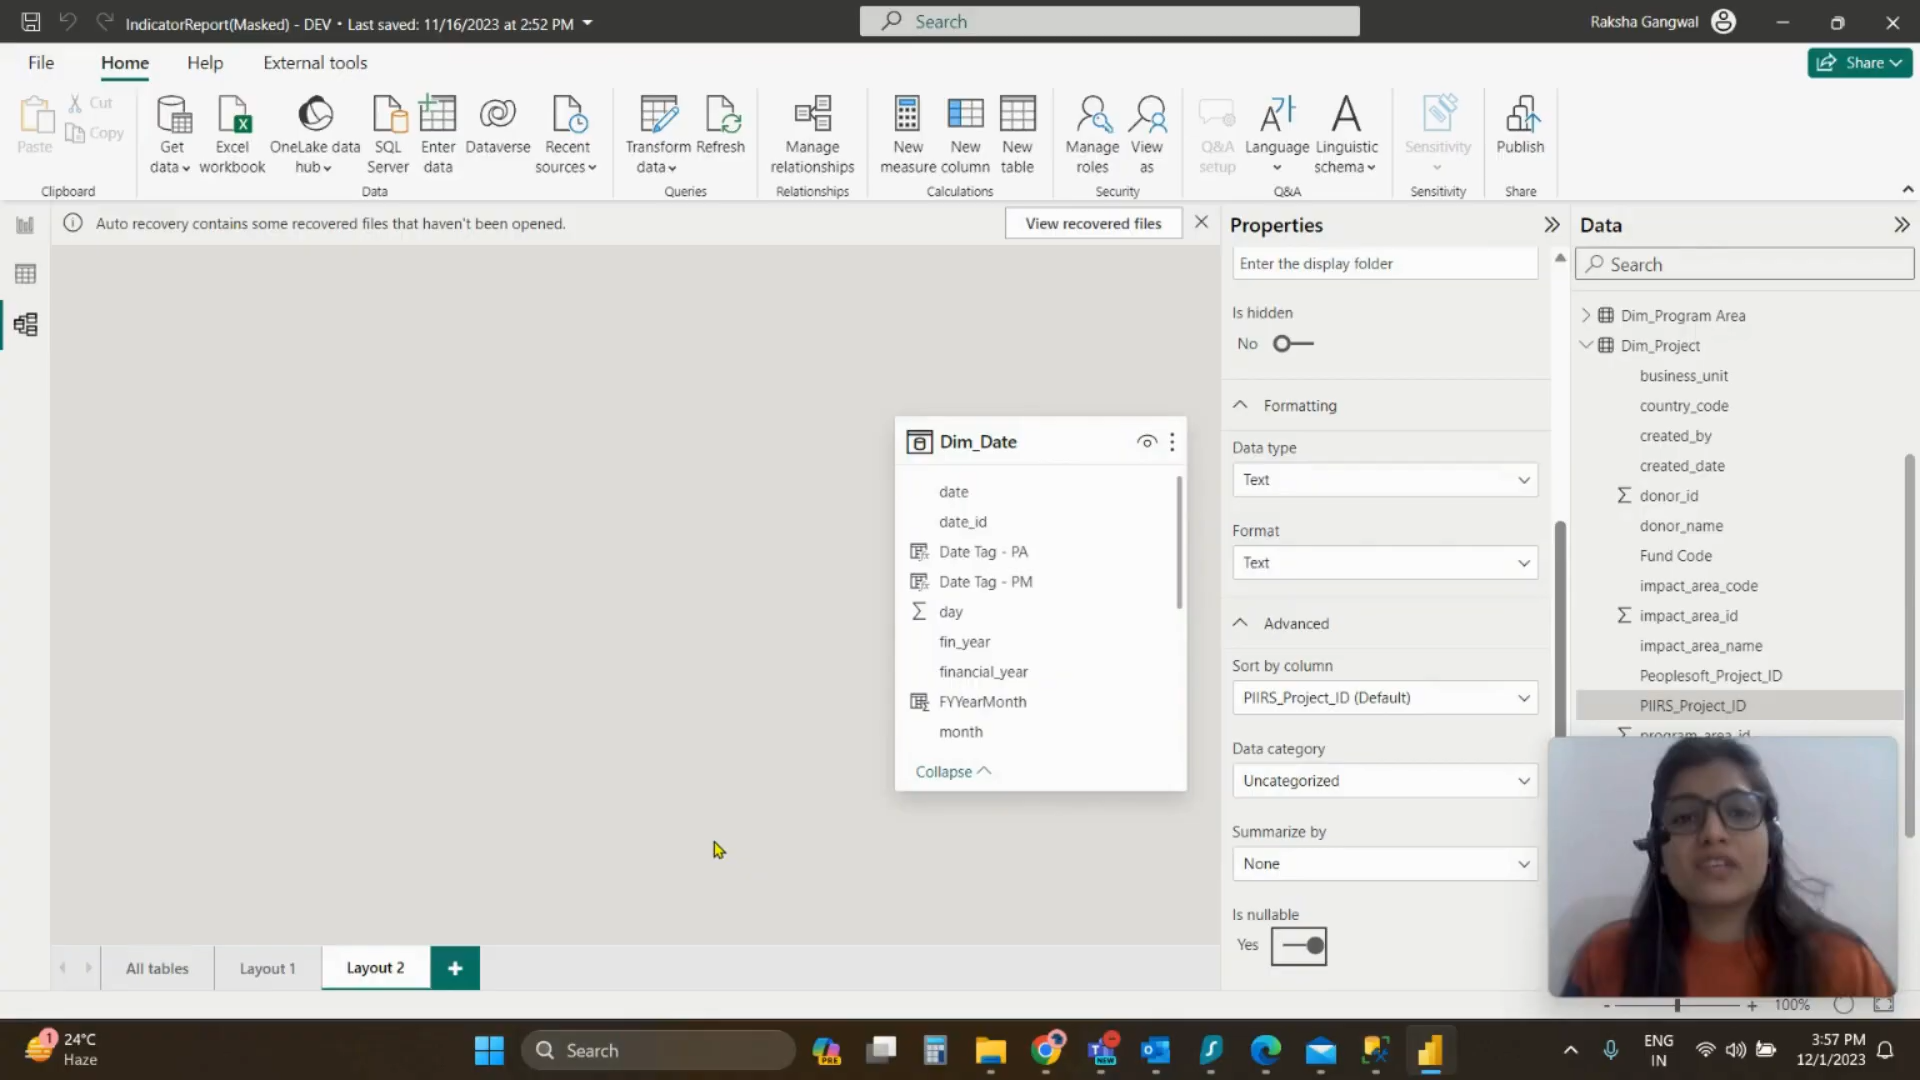 IndicatorReport(Masked) - DEV • Last saved: 11/16/2023 at 2:52 PM
Search
Raksha Gangwal
File
Home
Help
External tools
Share
Paste
Cut
Copy
Clipboard
Get data
Excel workbook
OneLake data hub
SQL Server
Enter data
Dataverse
Recent sources
Data
Transform data
Refresh
Queries
Manage relationships
Relationships
New measure
New column
New table
Calculations
Manage roles
View as
Security
Q&A setup
Language
Linguistic schema
Q&A
Sensitivity
Sensitivity
Publish
Share
Auto recovery contains some recovered files that haven't been opened.
View recovered files
Dim_Date
date
date_id
Date Tag - PA
Date Tag - PM
day
fin_year
financial_year
FYYearMonth
month
Collapse
Properties
Enter the display folder
Is hidden
No
Formatting
Data type
Text
Format
Text
Advanced
Sort by column
PIIRS_Project_ID (Default)
Data category
Uncategorized
Summarize by
None
Is nullable
Yes
Data
Search
Dim_Program Area
Dim_Project
business_unit
country_code
created_by
created_date
donor_id
donor_name
Fund Code
impact_area_code
impact_area_id
impact_area_name
Peoplesoft_Project_ID
PIIRS_Project_ID
program_area_id
All tables
Layout 1
Layout 2
+
- + 100%
1
24°C
Haze
Search
PRE
NEW
ENG
IN
3:57 PM
12/1/2023